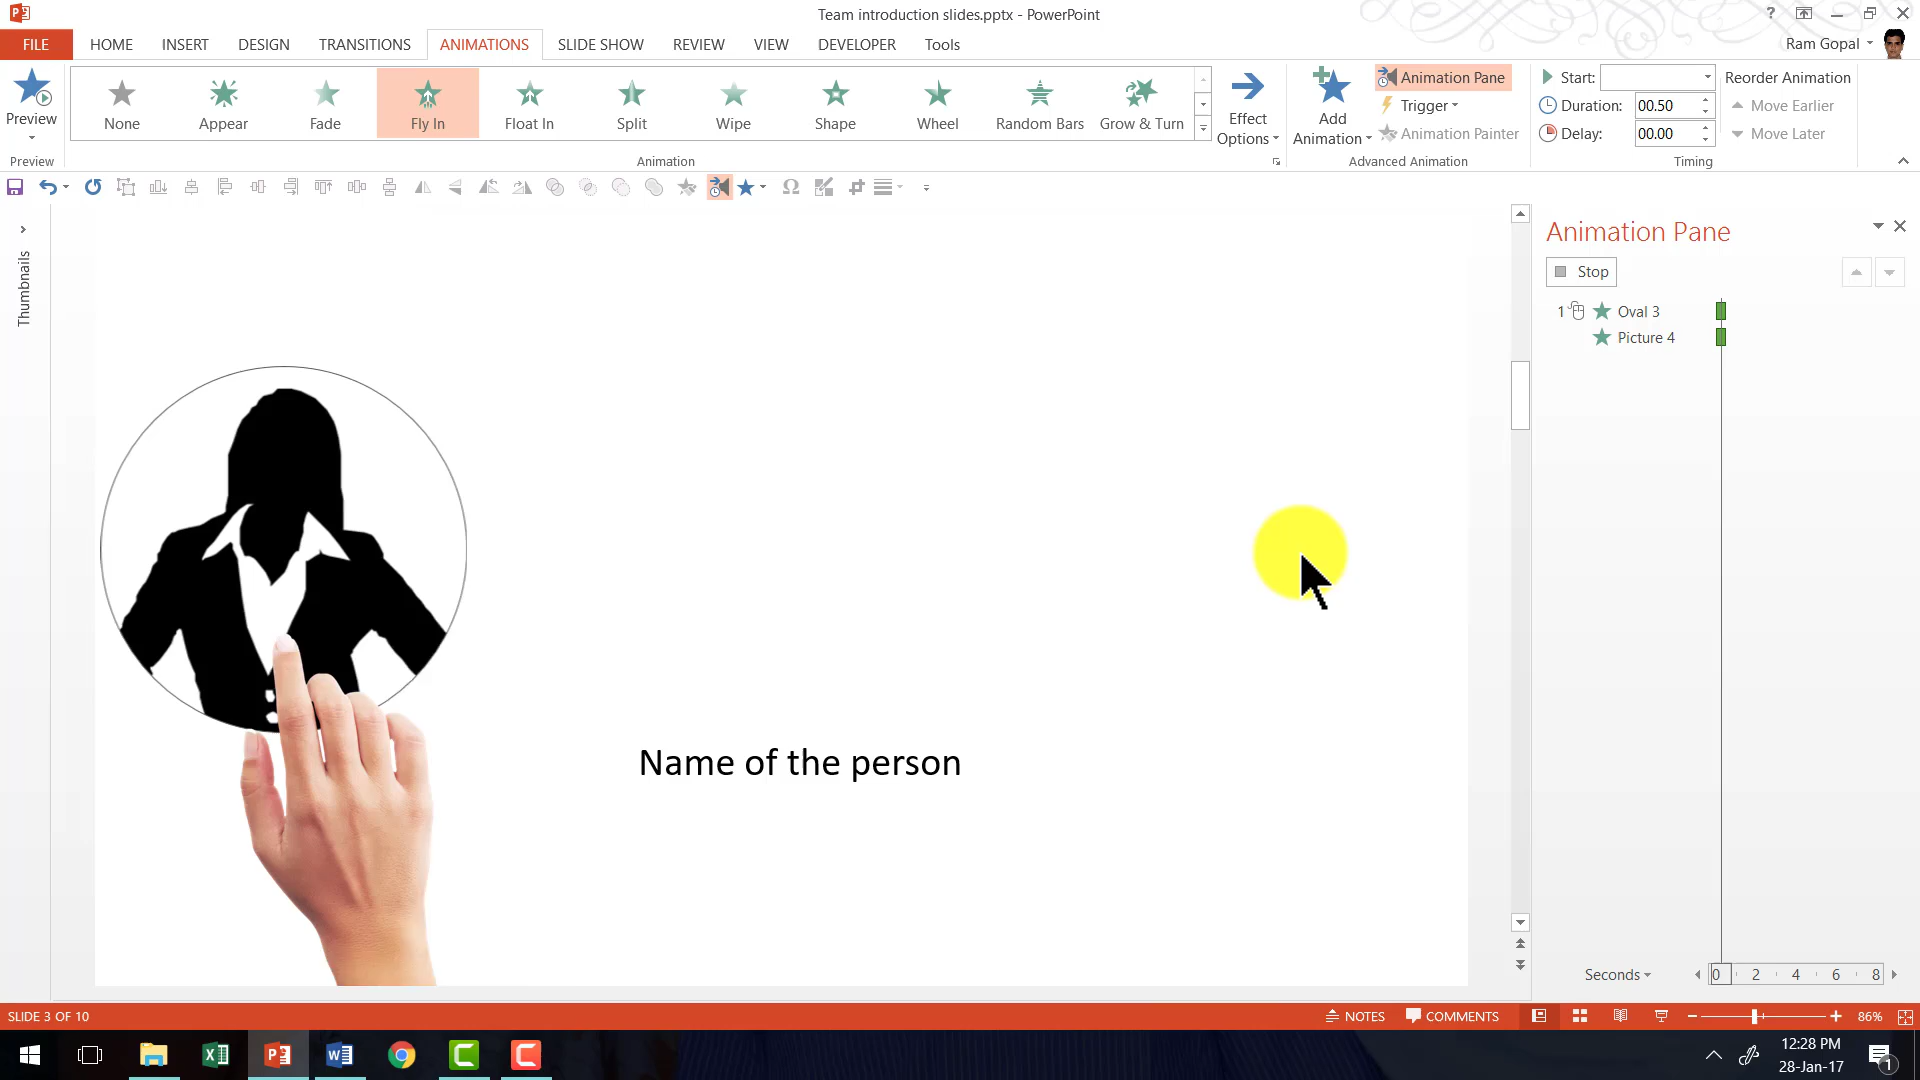 Team introduction slides.pptx - PowerPoint
?
FILE HOME INSERT DESIGN TRANSITIONS ANIMATIONS SLIDE SHOW REVIEW VIEW DEVELOPER Tools
Ram Gopal
Preview
None Appear Fade Fly In Float In Split Wipe Shape Wheel Random Bars Grow & Turn
Effect
Options
Add
Animation
Animation Pane
Trigger
Animation Painter
Start:
Duration: 00.50
Delay: 00.00
Reorder Animation
Move Earlier
Move Later
Preview Animation Advanced Animation Timing
Thumbnails
Name of the person
Animation Pane
Stop
1 Oval 3
Picture 4
Seconds 0 2 4 6 8
SLIDE 3 OF 10
NOTES COMMENTS 86%
12:28 PM
28-Jan-17
1